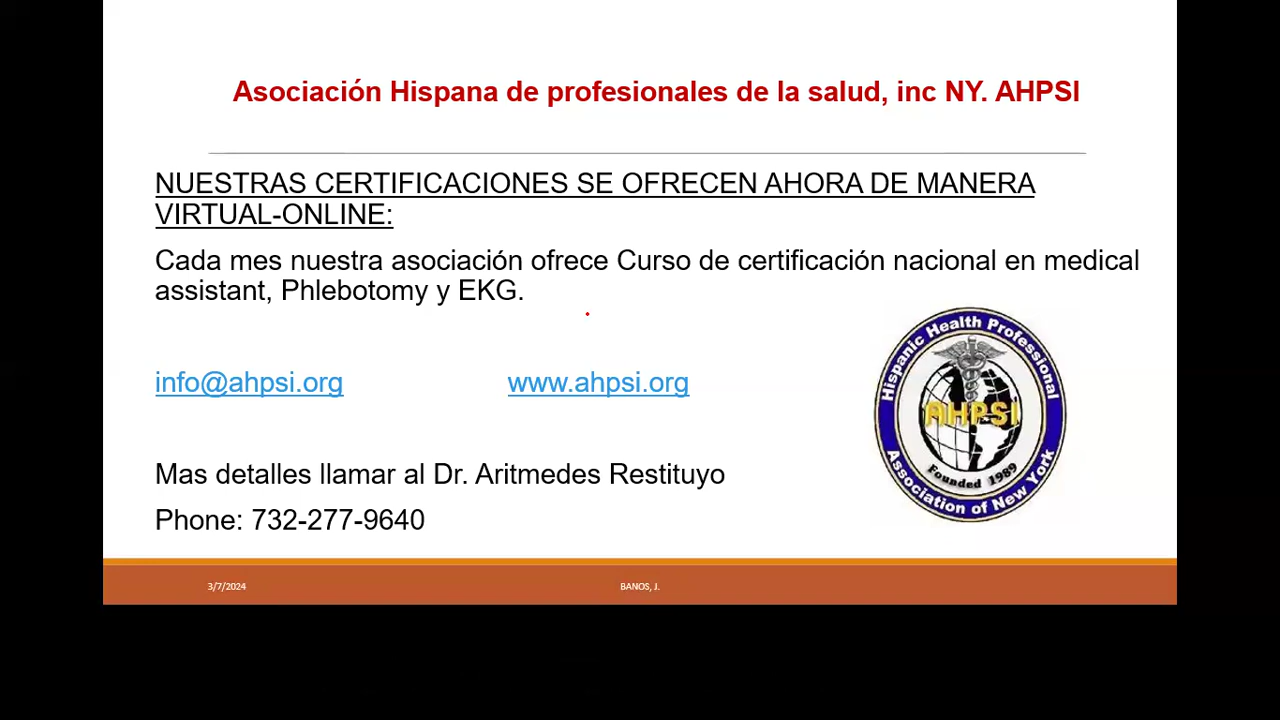 Asociación Hispana de profesionales de la salud, inc NY. AHPSI
NUESTRAS CERTIFICACIONES SE OFRECEN AHORA DE MANERA
VIRTUAL-ONLINE:
Cada mes nuestra asociación ofrece Curso de certificación nacional en medical
assistant, Phlebotomy y EKG.
info@ahpsi.org www.ahpsi.org
Hispanic Health Professional
AHPSI
Founded 1989
Association of New York
Mas detalles llamar al Dr. Aritmedes Restituyo
Phone: 732-277-9640
3/7/2024 BANOS, J.